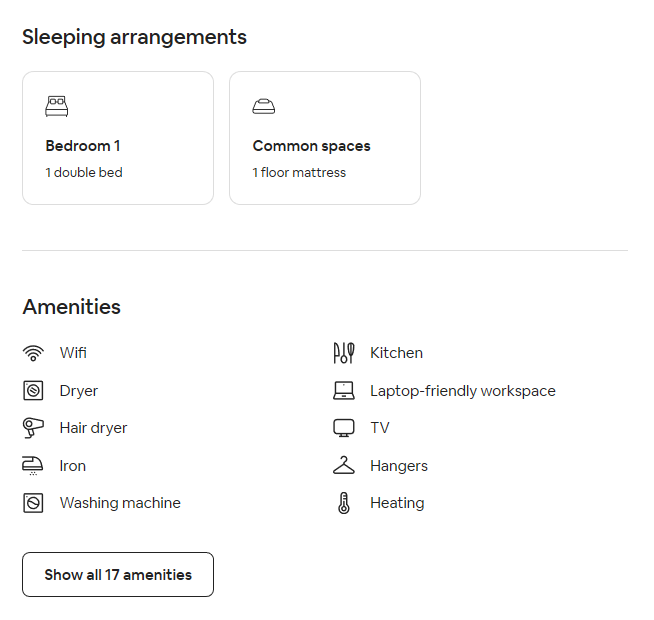 Sleeping arrangements
Bedroom 1
1 double bed
Common spaces
1 floor mattress
Amenities
Wifi
Kitchen
Dryer
Laptop-friendly workspace
Hair dryer
TV
Iron
Hangers
Washing machine
Heating
Show all 17 amenities